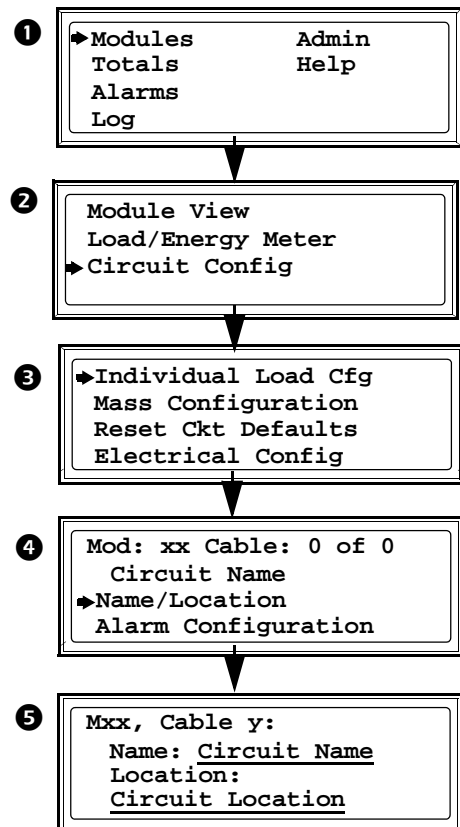 1
Modules Admin
Totals Help
Alarms
Log
2
Module View
Load/Energy Meter
Circuit Config
3
Individual Load Cfg
Mass Configuration
Reset Ckt Defaults
Electrical Config
4
Mod: xx Cable: 0 of 0
Circuit Name
Name/Location
Alarm Configuration
5
Mxx, Cable y:
Name: Circuit Name
Location:
Circuit Location